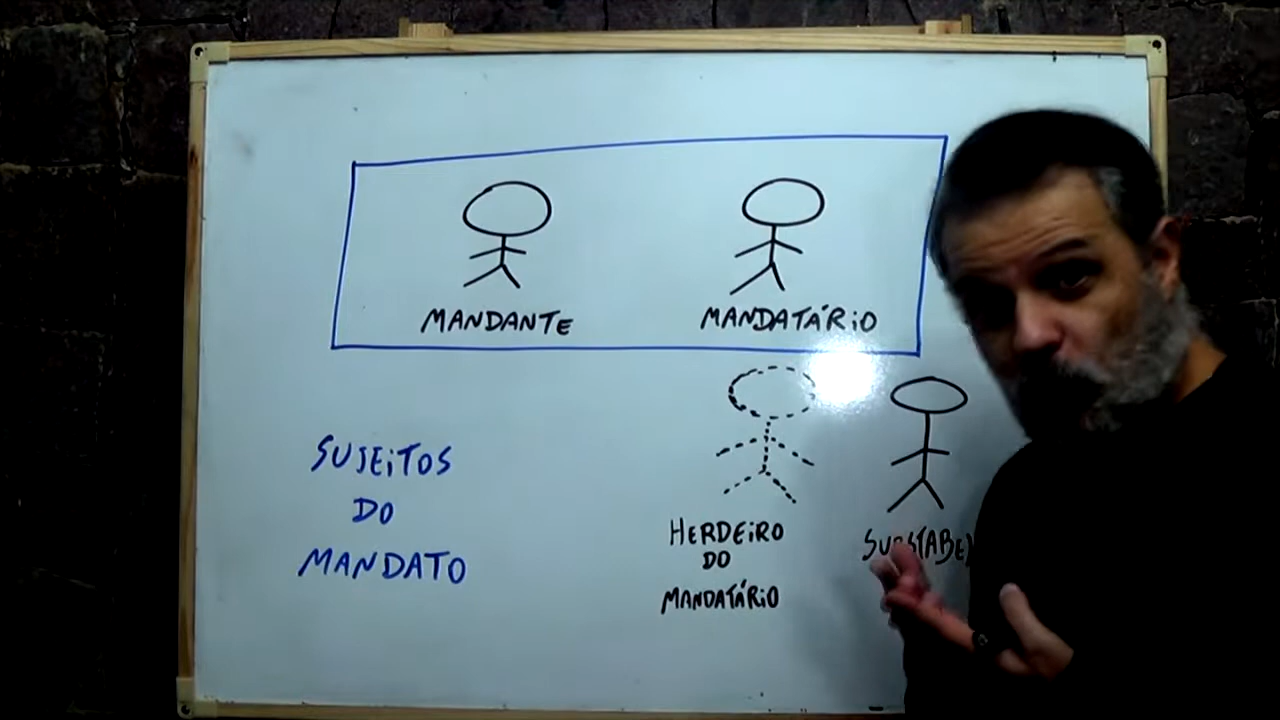 MANDANTE
MANDATÁRIO
SUJEITOS
DO
MANDATO
HERDEIRO
DO
MANDATÁRIO